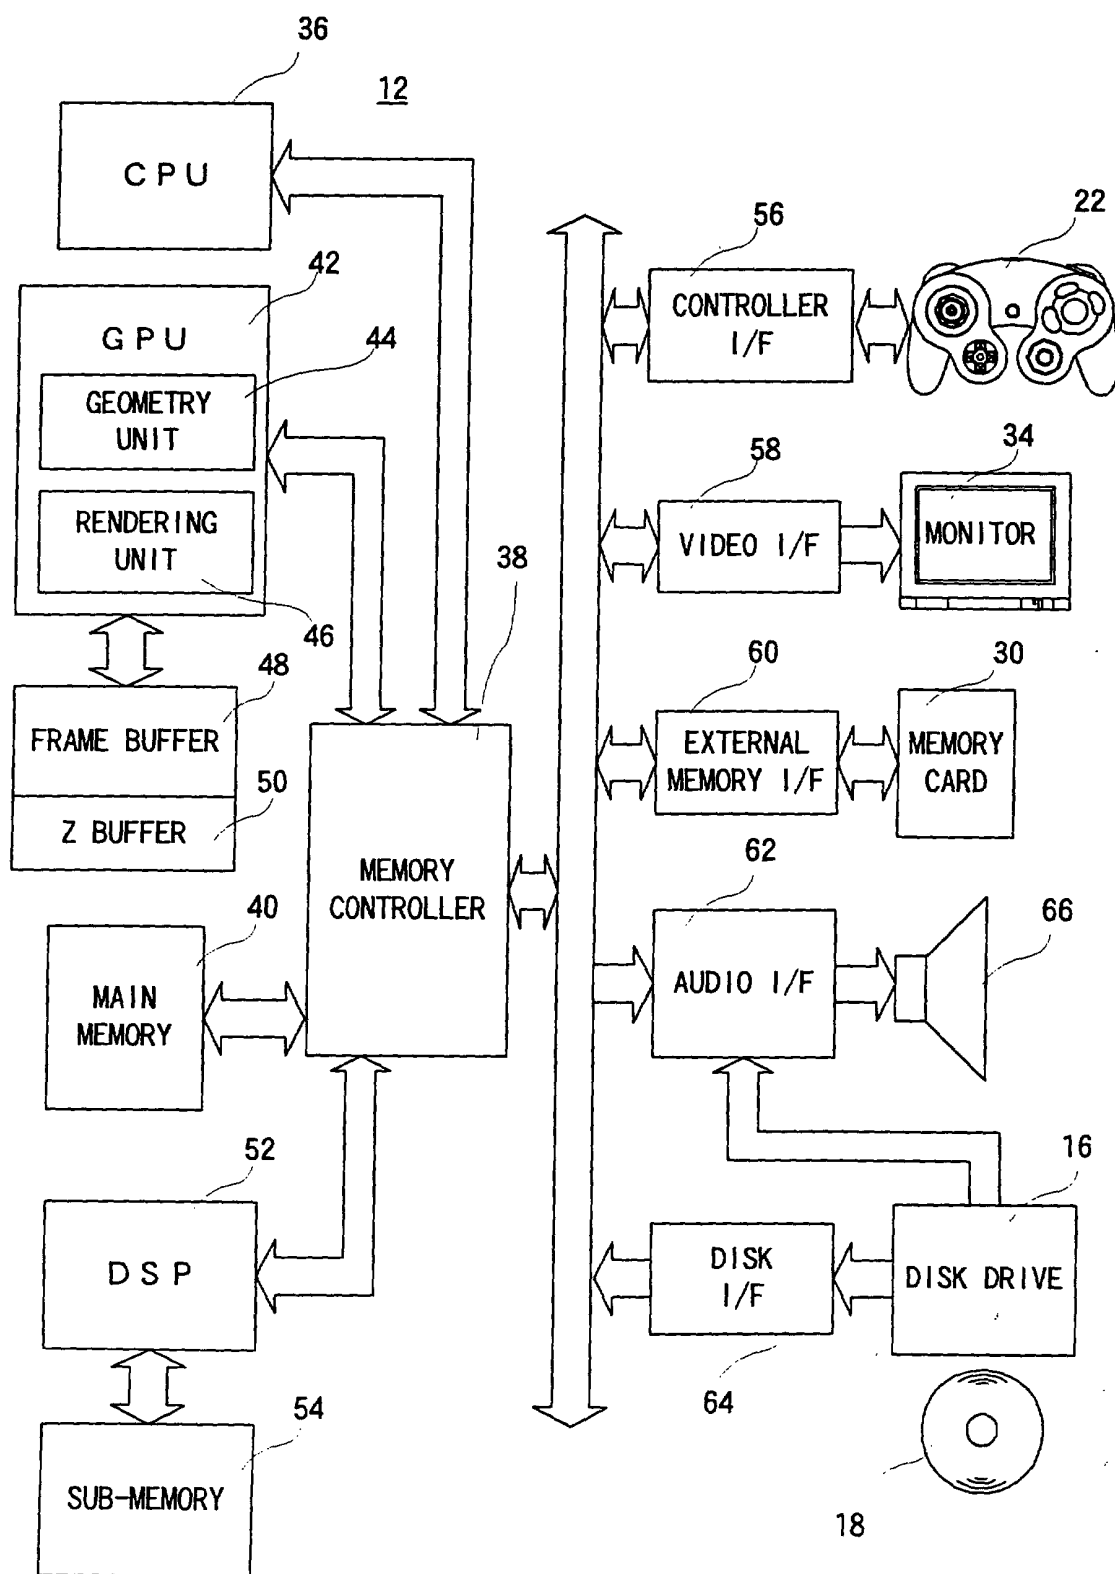 36
12
CPU
42
GPU
44
GEOMETRY
UNIT
RENDERING
UNIT
46
48
FRAME BUFFER
50
Z BUFFER
38
MEMORY
CONTROLLER
40
MAIN
MEMORY
52
DSP
54
SUB-MEMORY
56
CONTROLLER
I/F
22
58
VIDEO I/F
34
MONITOR
60
EXTERNAL
MEMORY I/F
30
MEMORY
CARD
62
AUDIO I/F
66
16
DISK
I/F
DISK DRIVE
64
18